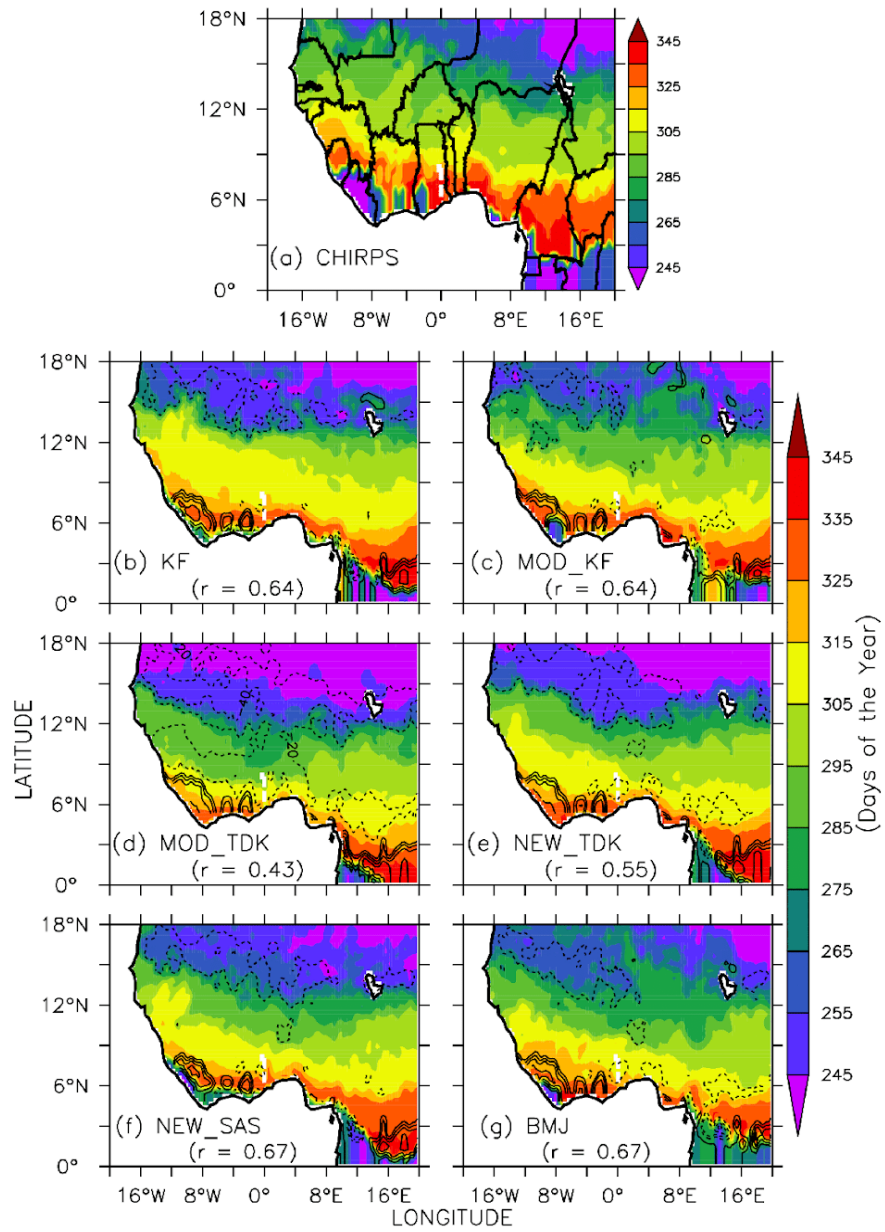 18°N
12°N
6°N
0°
(a) CHIRPS
16°W 8°W 0° 8°E 16°E
345
325
305
285
265
245
18°N
12°N
6°N
0°
(b) KF
(r = 0.64)
(c) MOD_KF
(r = 0.64)
18°N
12°N
6°N
0°
20
40
20
(d) MOD_TDK
(r = 0.43)
(e) NEW_TDK
(r = 0.55)
18°N
12°N
6°N
0°
(f) NEW_SAS
(r = 0.67)
(g) BMJ
(r = 0.67)
16°W 8°W 0° 8°E 16°E 16°W 8°W 0° 8°E 16°E
LONGITUDE
LATITUDE
345
335
325
315
305
295
285
275
265
255
245
(Days of the Year)